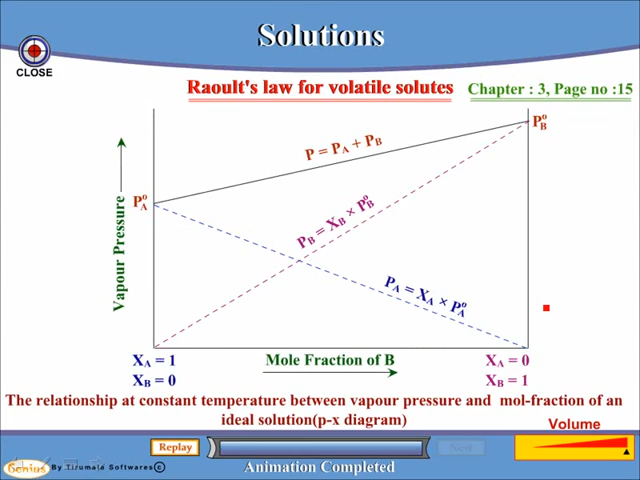 Solutions
CLOSE
Raoult's law for volatile solutes
Chapter : 3, Page no :15
P°B
P = PA + PB
P°A
PB = XB × P°B
PA = XA × P°A
Vapour Pressure
XA = 1
XB = 0
Mole Fraction of B
XA = 0
XB = 1
The relationship at constant temperature between vapour pressure and mol-fraction of an
ideal solution(p-x diagram)
Volume
Replay
Next
Genius By Tirumala Softwares c
Animation Completed